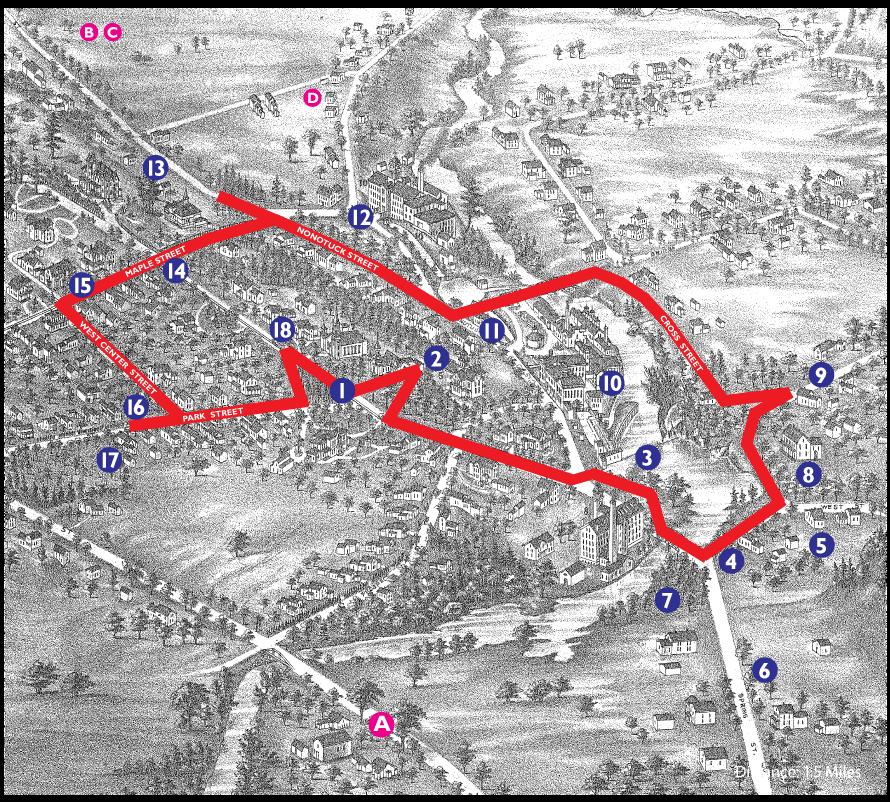 B C
D
13
12
NONOTUCK STREET
MAPLE STREET
14
15
11
18
CROSS STREET
2
WEST CENTER STREET
9
10
1
16
PARK STREET
17
3
8
WEST
5
4
7
6
SPRING ST.
A
Distance: 1.5 Miles